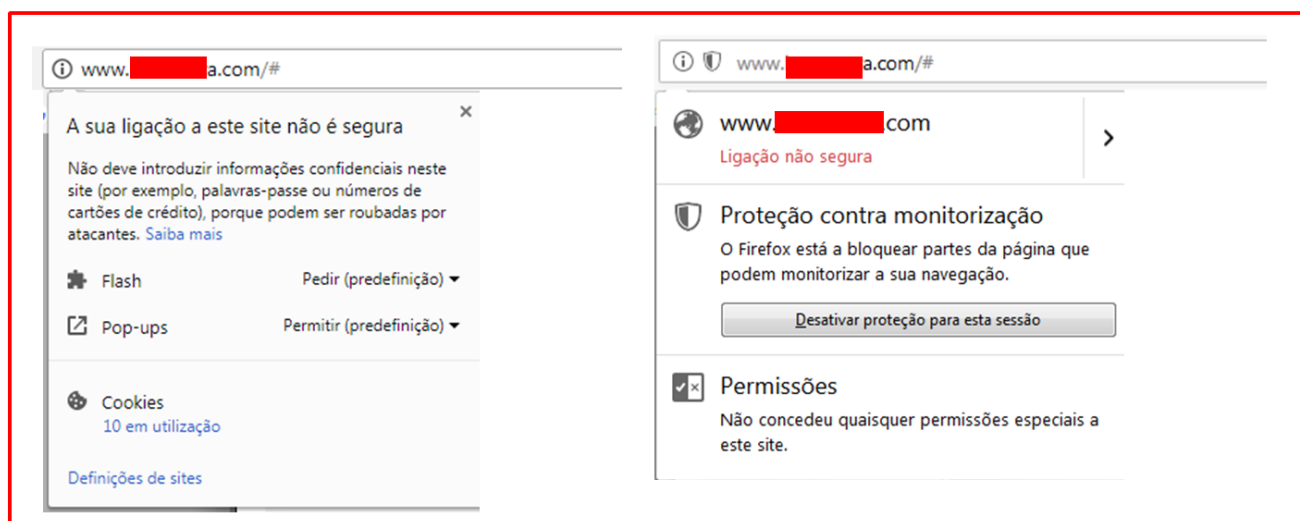 www. a.com/#
A sua ligação a este site não é segura
Não deve introduzir informações confidenciais neste
site (por exemplo, palavras-passe ou números de
cartões de crédito), porque podem ser roubadas por
atacantes. Saiba mais
Flash Pedir (predefinição)
Pop-ups Permitir (predefinição)
Cookies
10 em utilização
Definições de sites
www. a.com/#
www. .com
Ligação não segura
Proteção contra monitorização
O Firefox está a bloquear partes da página que
podem monitorizar a sua navegação.
Desativar proteção para esta sessão
Permissões
Não concedeu quaisquer permissões especiais a
este site.